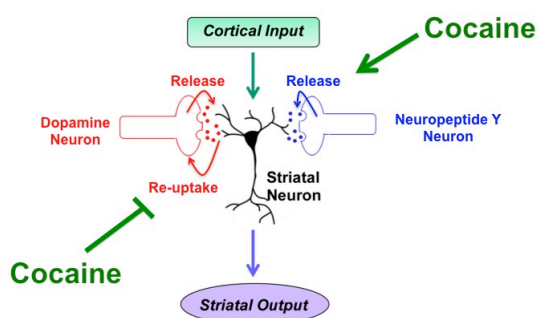 Cortical Input
Cocaine
Release
Release
Dopamine
Neuron
Neuropeptide Y
Neuron
Re-uptake
Striatal
Neuron
Cocaine
Striatal Output